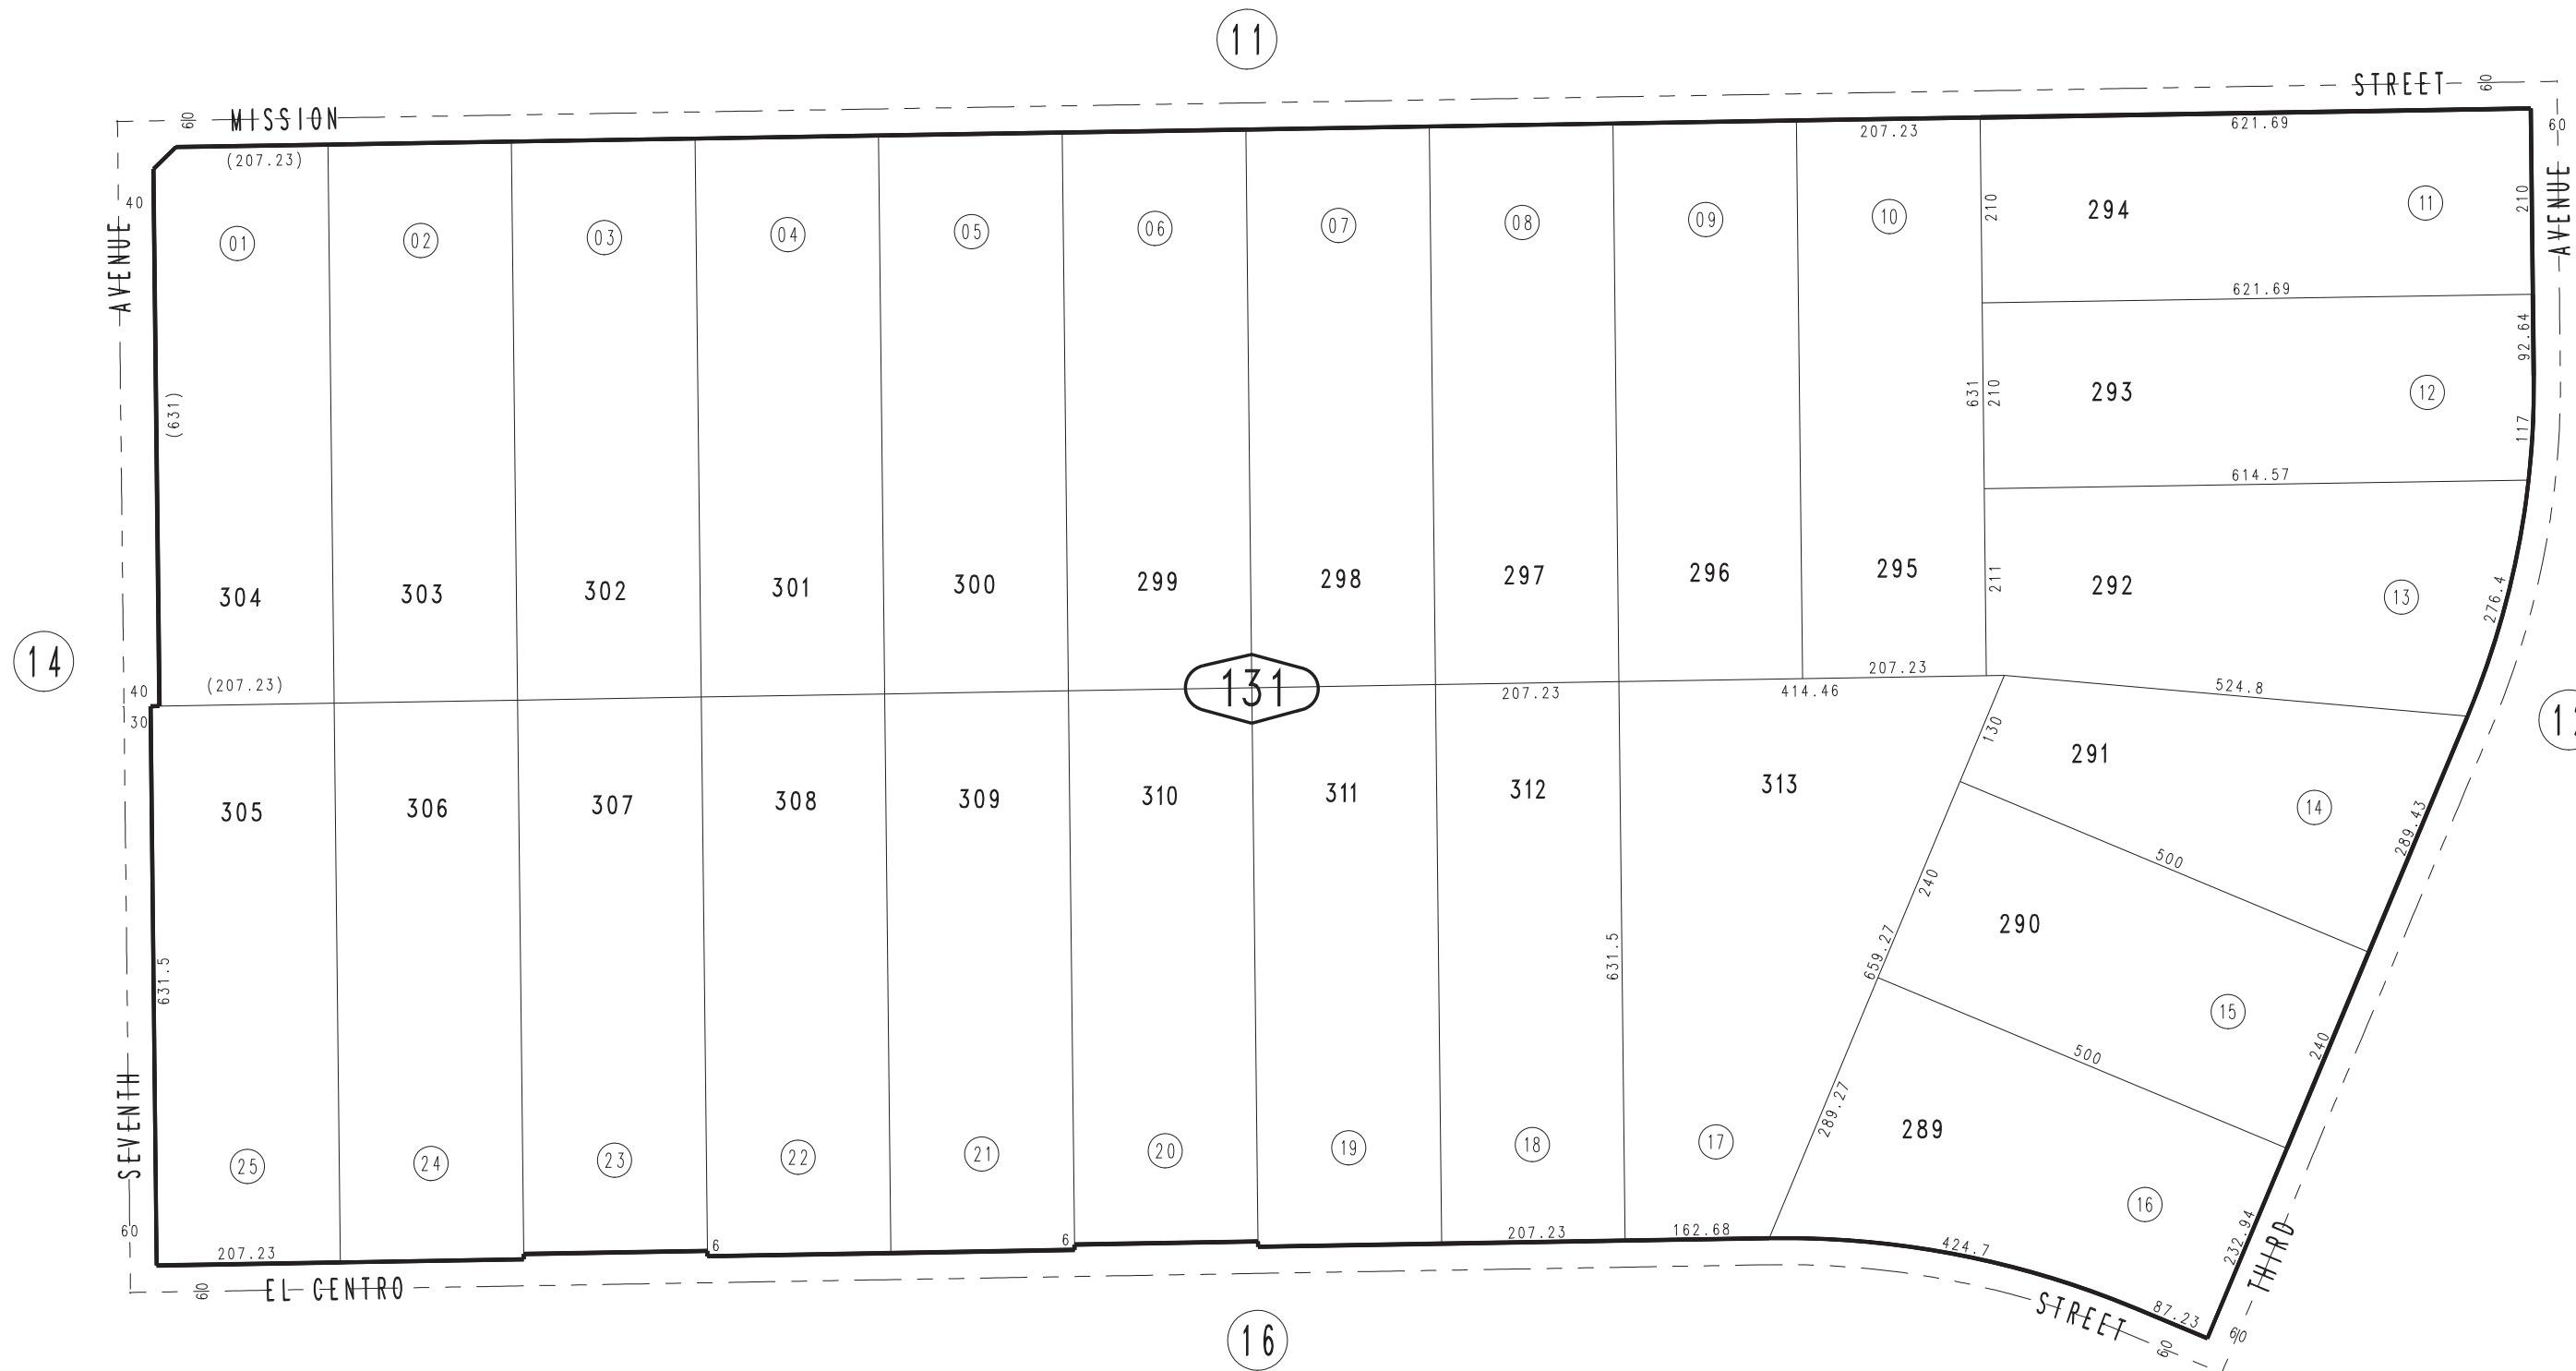 11
MISSION STREET
60 60
(207.23) 207.23 621.69 60
40 AVENUE
01 02 03 04 05 06 07 08 09 10 210 294 11 210 AVENUE
621.69
92.64
(631) 631 210 293 12 117
614.57
304 303 302 301 300 299 298 297 296 295 211 292 13 276.4
14
40 (207.23) 131 207.23 414.46 207.23 524.8
30 130
291 14 289.43
305 306 307 308 309 310 311 312 313
500
240 290
631.5 631.5 659.27
15
500 240
289.27 289
SEVENTH
25 24 23 22 21 20 19 18 17 16
60 207.23 6 6 207.23 162.68 424.7 232.94
60 EL CENTRO STREET 87.23 THIRD
60 60
16